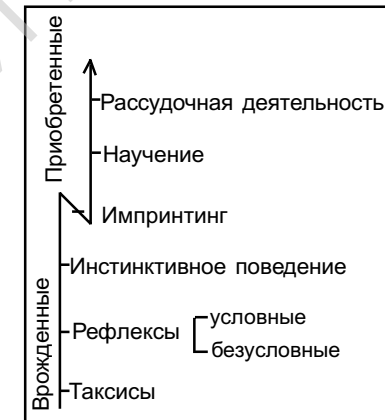 Приобретенные
Рассудочная деятельность
Научение
Импринтинг
Врожденные
Инстинктивное поведение
Рефлексы
условные
безусловные
Таксисы